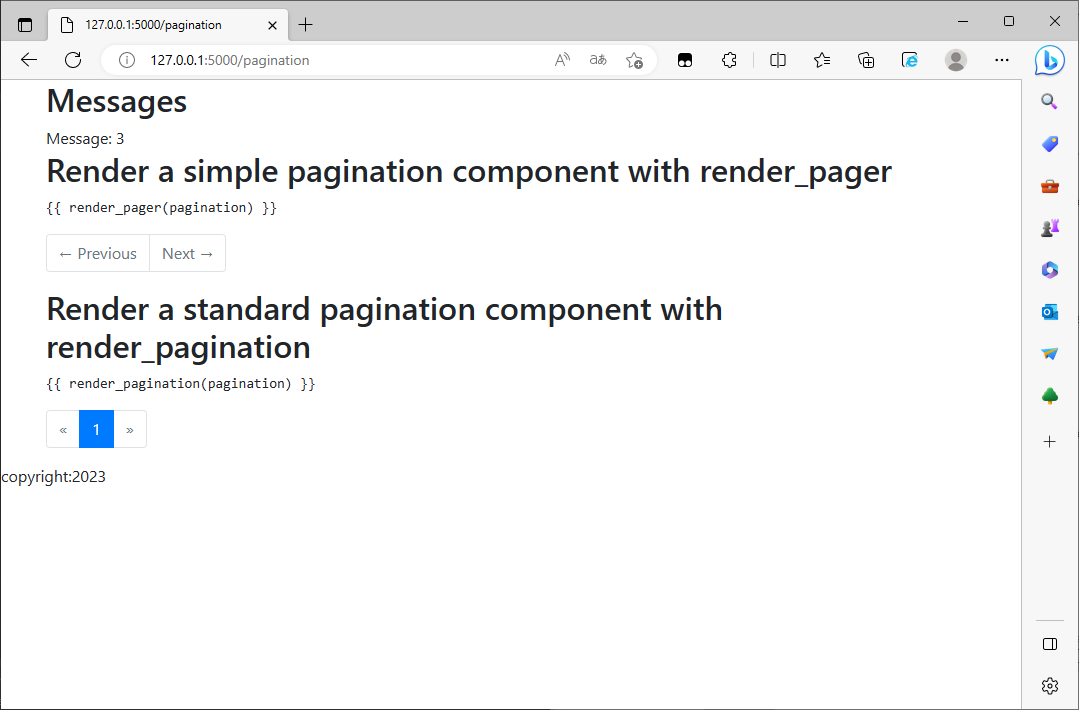 127.0.0.1:5000/pagination
127.0.0.1:5000/pagination
Messages
Message: 3
Render a simple pagination component with render_pager
{{ render_pager(pagination) }}
← Previous Next →
Render a standard pagination component with
render_pagination
{{ render_pagination(pagination) }}
« 1 »
copyright:2023